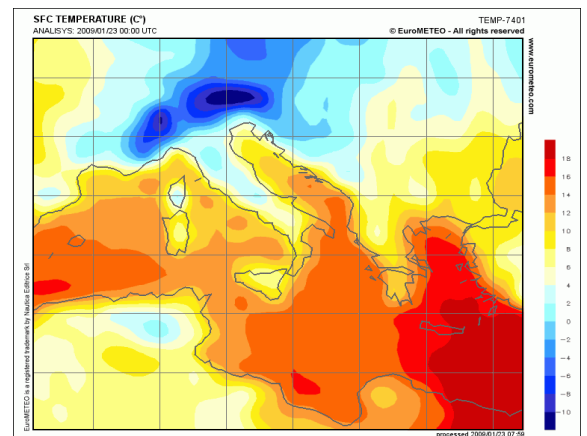 SFC TEMPERATURE (C°)
TEMP-7401
ANALISYS: 2009/01/23 00:00 UTC
© EuroMETEO - All rights reserved
www.eurometeo.com
18
16
14
12
10
8
6
4
2
0
-2
-4
-6
-8
-10
EuroMETEO is a registered trademark by Nautica Editrice Srl
processed 2009/01/23 07:58